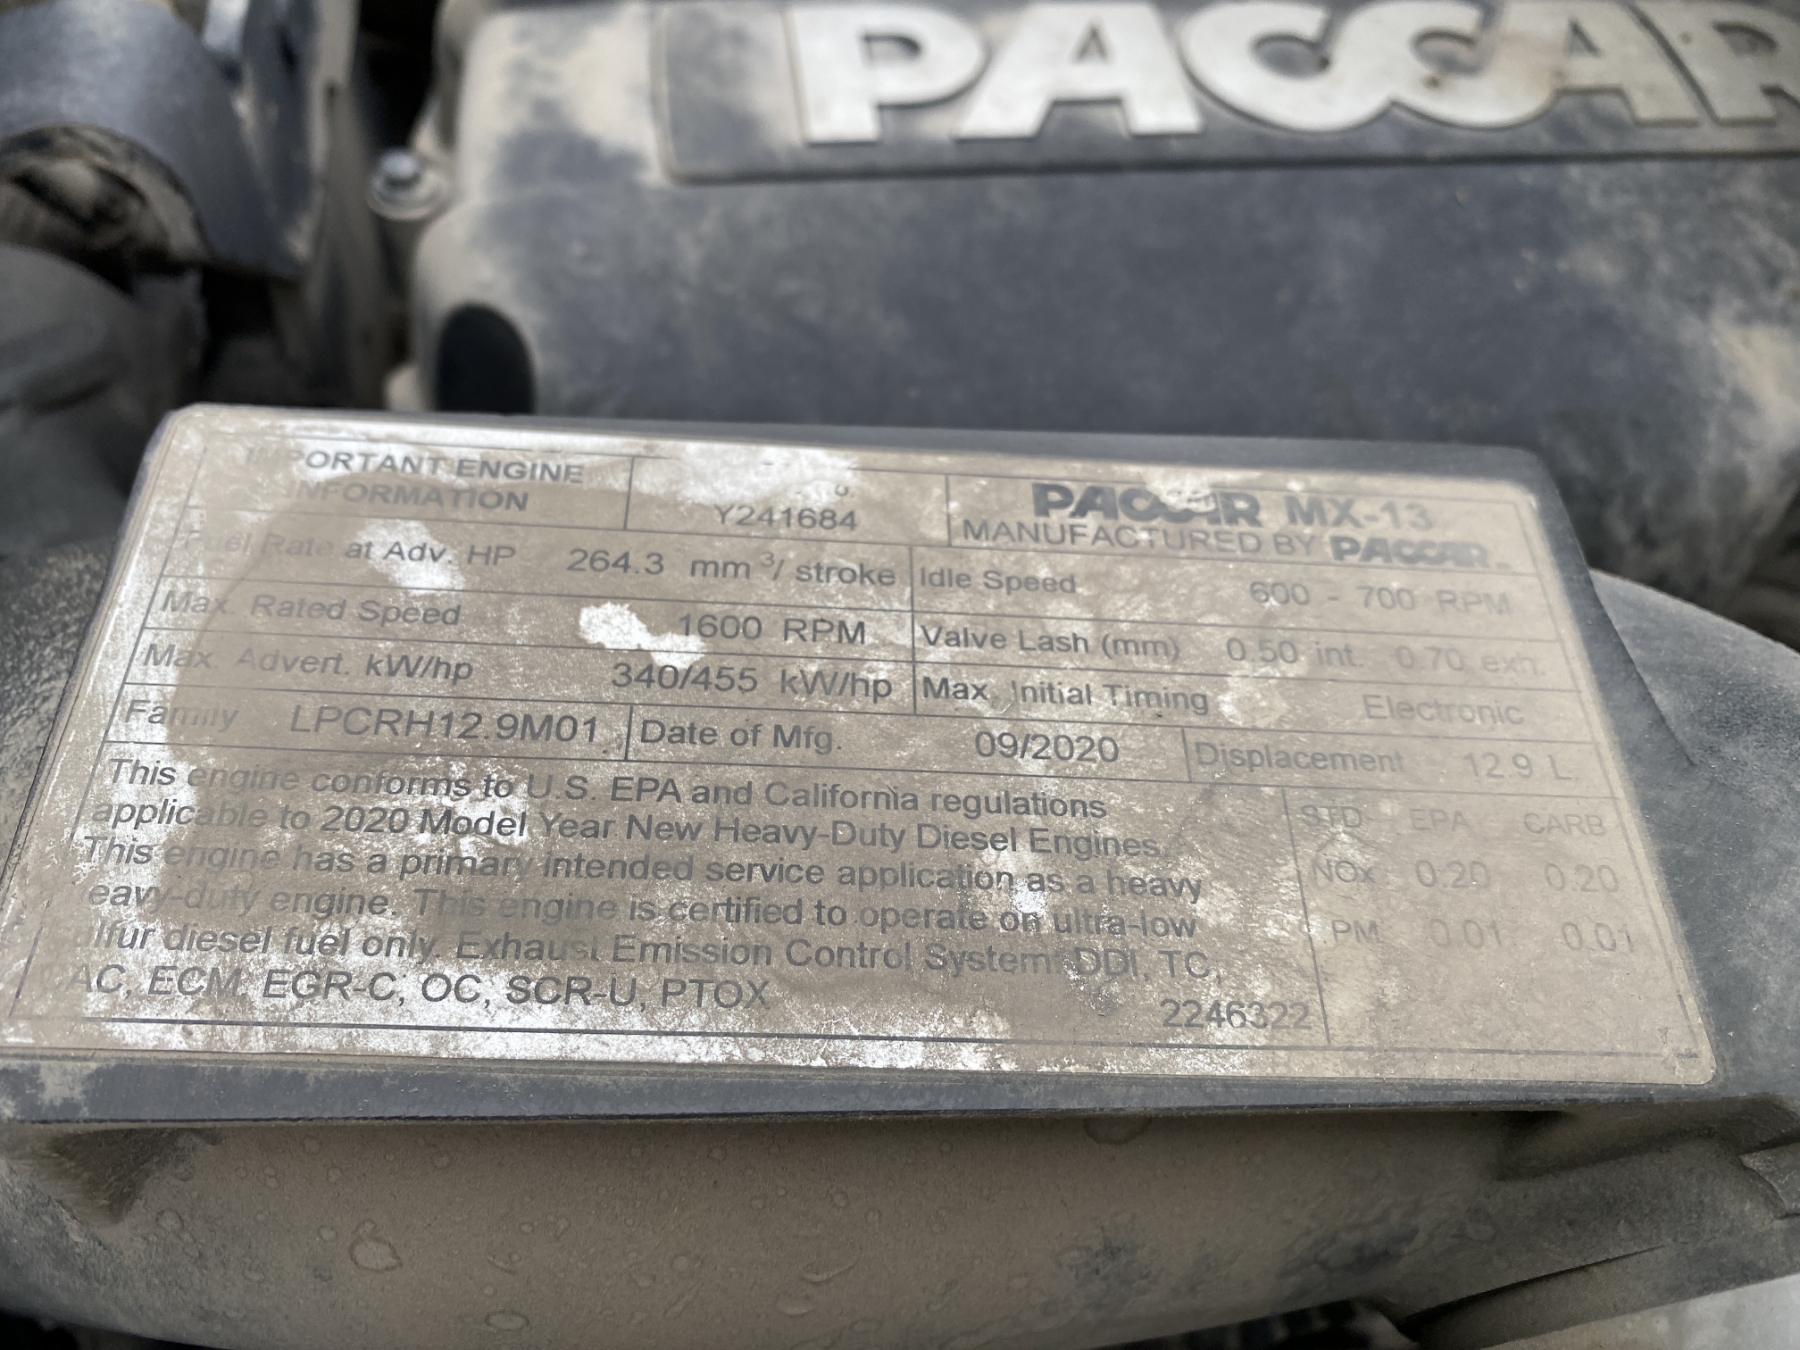 PACCAR
IMPORTANT ENGINE
INFORMATION
Y241684
PACCAR MX-13
MANUFACTURED BY PACCAR
Fuel Rate at Adv. HP 264.3 mm³/ stroke
Idle Speed 600 - 700 RPM
Max. Rated Speed 1600 RPM
Valve Lash (mm) 0.50 int. 0.70 exh.
Max. Advert. kW/hp 340/455 kW/hp
Max. Initial Timing Electronic
Family LPCRH12.9M01
Date of Mfg. 09/2020
Displacement 12.9 L
This engine conforms to U.S. EPA and California regulations
applicable to 2020 Model Year New Heavy-Duty Diesel Engines.
This engine has a primary intended service application as a heavy
eavy-duty engine. This engine is certified to operate on ultra-low
lfur diesel fuel only. Exhaust Emission Control System: DDI, TC,
AC, ECM, EGR-C, OC, SCR-U, PTOX
2246322
STD EPA CARB
NOx 0.20 0.20
PM 0.01 0.01